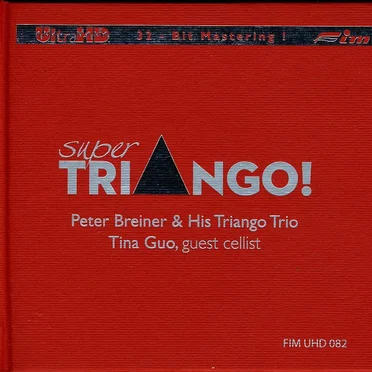 UltraHD 32-Bit Mastering! Fim
super
TRIANGO!
Peter Breiner & His Triango Trio
Tina Guo, guest cellist
FIM UHD 082